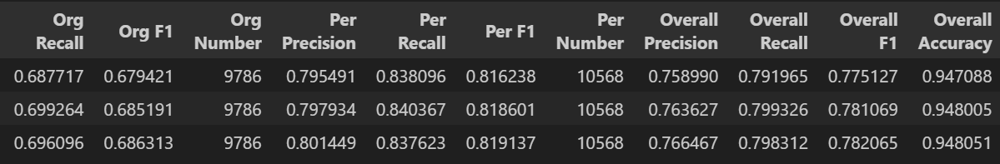 Org Recall Org F1 Org Number Per Precision Per Recall Per F1 Per Number Overall Precision Overall Recall Overall F1 Overall Accuracy
0.687717 0.679421 9786 0.795491 0.838096 0.816238 10568 0.758990 0.791965 0.775127 0.947088
0.699264 0.685191 9786 0.797934 0.840367 0.818601 10568 0.763627 0.799326 0.781069 0.948005
0.696096 0.686313 9786 0.801449 0.837623 0.819137 10568 0.766467 0.798312 0.782065 0.948051